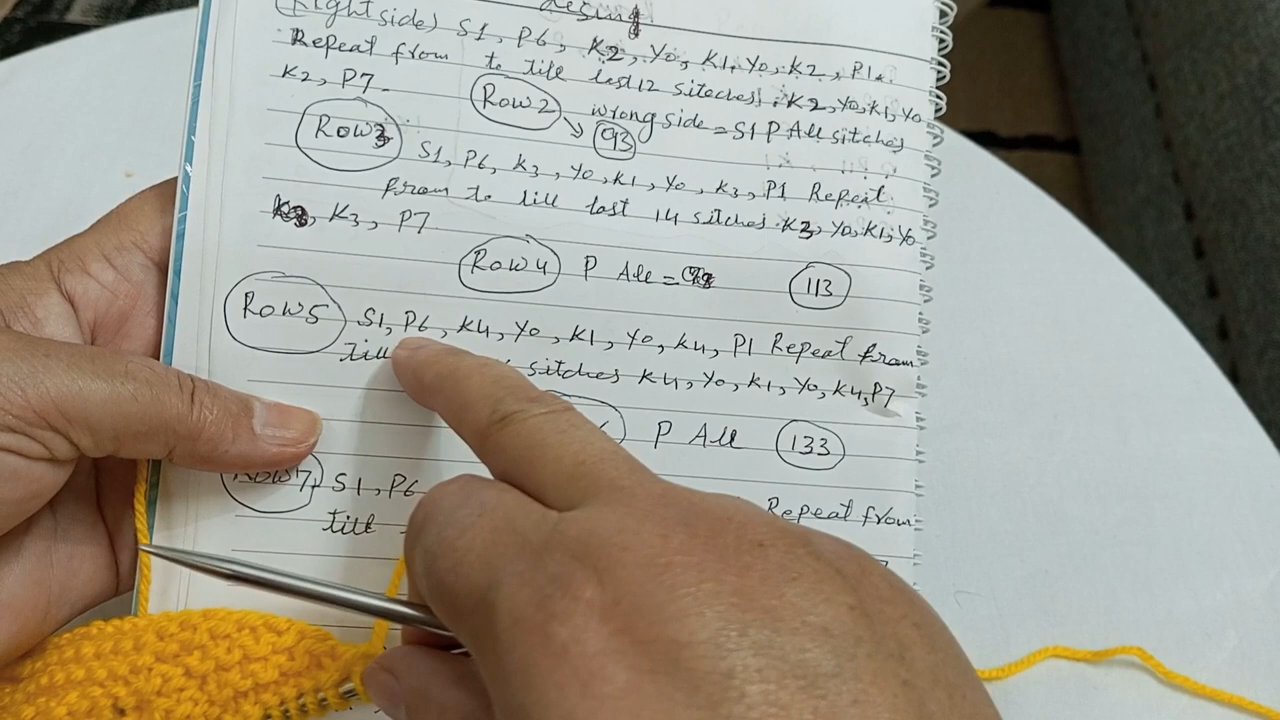 Desing
(Right side) S1, P6, K2, Yo, K1, Yo, K2, P1.
Repeat from to till last 12 siteches. K2, Yo, K1, Yo
K2, P7.
Row 2 wrong side = S1 P All sitches
93
Row 3 S1, P6, K3, Yo, K1, Yo, K3, P1 Repeat
from to till last 14 sitches. K3, Yo, K1, Yo
, K3, P7
Row 4 P All = 113
Row 5 S1, P6, K4, Yo, K1, Yo, K4, P1 Repeat from
till sitches K4, Yo, K1, Yo, K4, P7
P All 133
Row 7 S1, P6 Repeat from
till